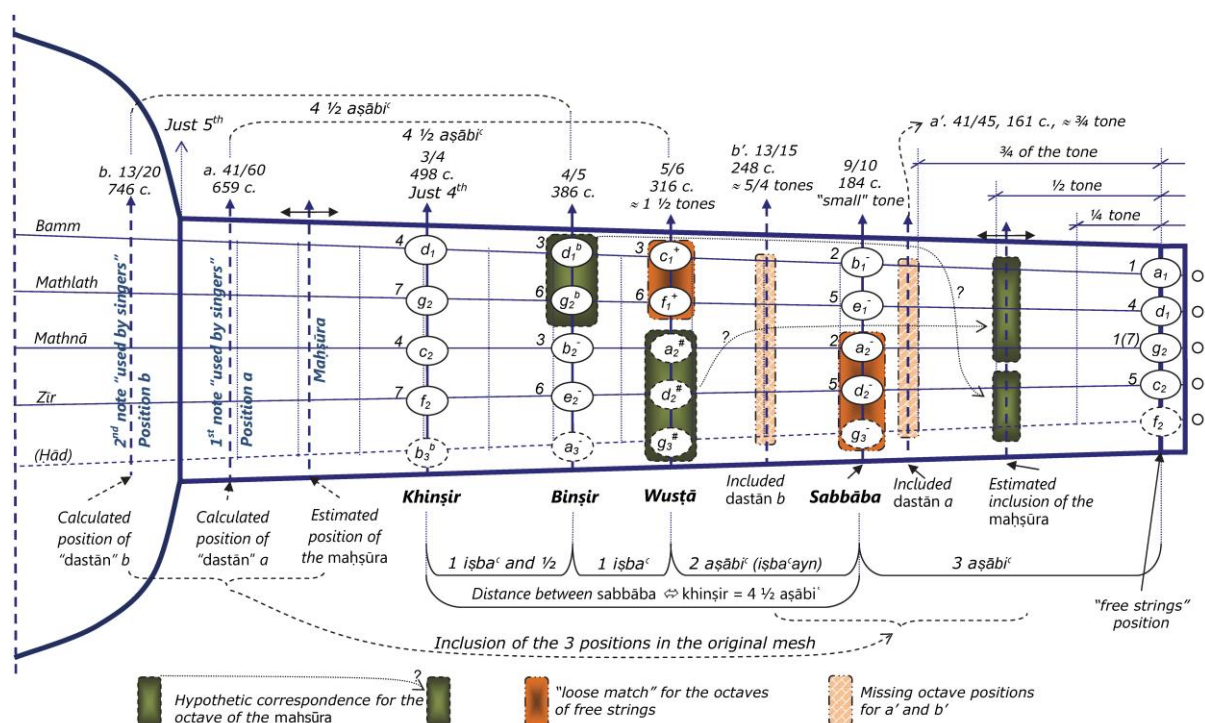 4 ½ aṣābiᶜ
a'. 41/45, 161 c., ≈ ¾ tone
Just 5th
4 ½ aṣābiᶜ
¾ of the tone
b. 13/20
746 c.
a. 41/60
659 c.
3/4
498 c.
Just 4th
4/5
386 c.
5/6
316 c.
≈ 1 ½ tones
b'. 13/15
248 c.
≈ 5/4 tones
9/10
184 c.
"small" tone
½ tone
¼ tone
Bamm
4 d₁ 3 d₁ᵇ 3 c₁⁺ 2 b₁⁻ 1 a₁
Mathlath
7 g₂ 6 g₂ᵇ 6 f₁⁺ 5 e₁⁻ 4 d₁
? ?
Mathnā
4 c₂ 3 b₂⁻ a₂# 2 a₂⁻ 1(7) g₂
Zīr
7 f₂ 6 e₂⁻ d₂# 5 d₂⁻ 5 c₂
(Hād)
b₃ᵇ a₃⁻ g₃# g₃ f₂
2nd note "used by singers"
Position b
1st note "used by singers"
Position a
Maḥṣūra
Khinṣir
Binṣir
Wusṭā
Included
dastān b
Sabbāba
Included
dastān a
Estimated
inclusion of the
maḥṣūra
Calculated
position of
"dastān" b
Calculated
position of
"dastān" a
Estimated
position of
the maḥṣūra
1 iṣbaᶜ and ½
1 iṣbaᶜ
2 aṣābiᶜ (iṣbaᶜayn)
3 aṣābiᶜ
Distance between sabbāba ⇔ khinṣir = 4 ½ aṣābiᶜ
"free strings"
position
Inclusion of the 3 positions in the original mesh
?
Hypothetic correspondence for the
octave of the mahsūra
"loose match" for the octaves
of free strings
Missing octave positions
for a' and b'